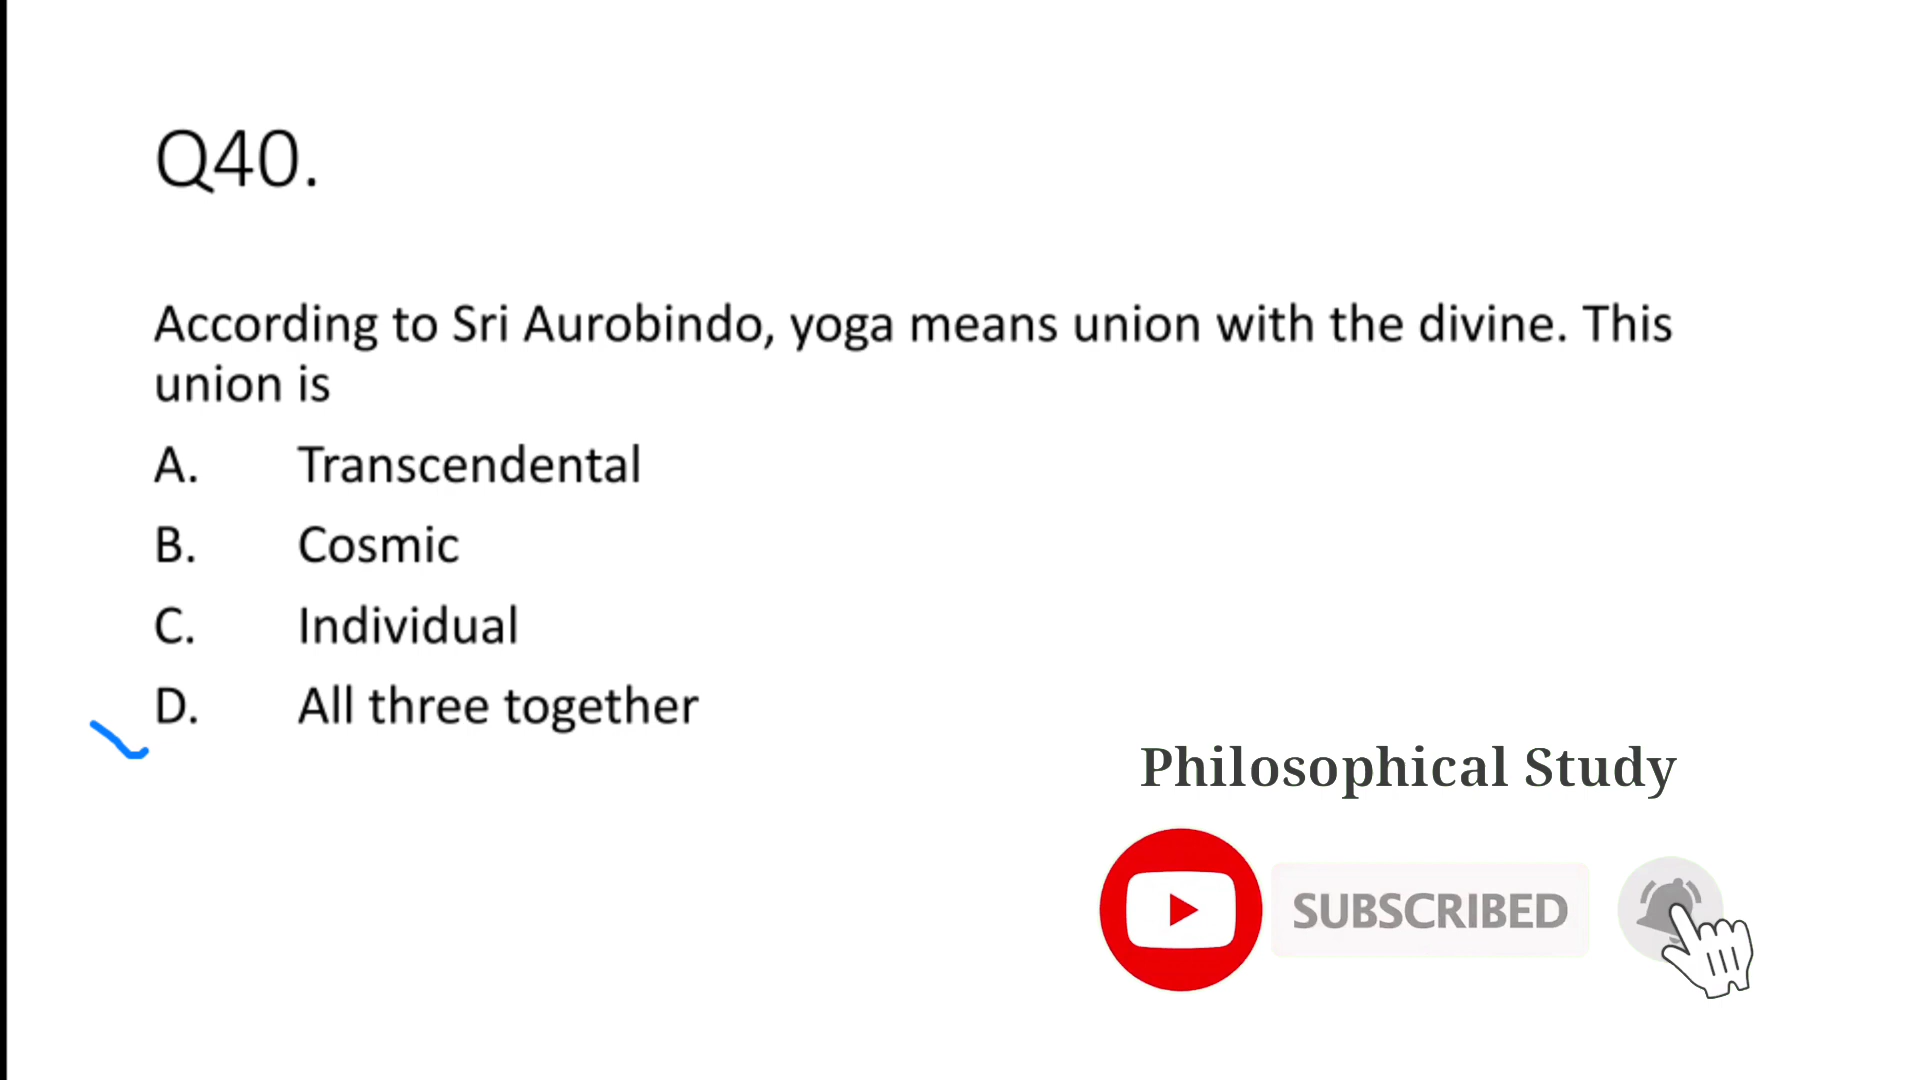 Q40.
According to Sri Aurobindo, yoga means union with the divine. This
union is
A. Transcendental
B. Cosmic
C. Individual
D. All three together
Philosophical Study
SUBSCRIBED